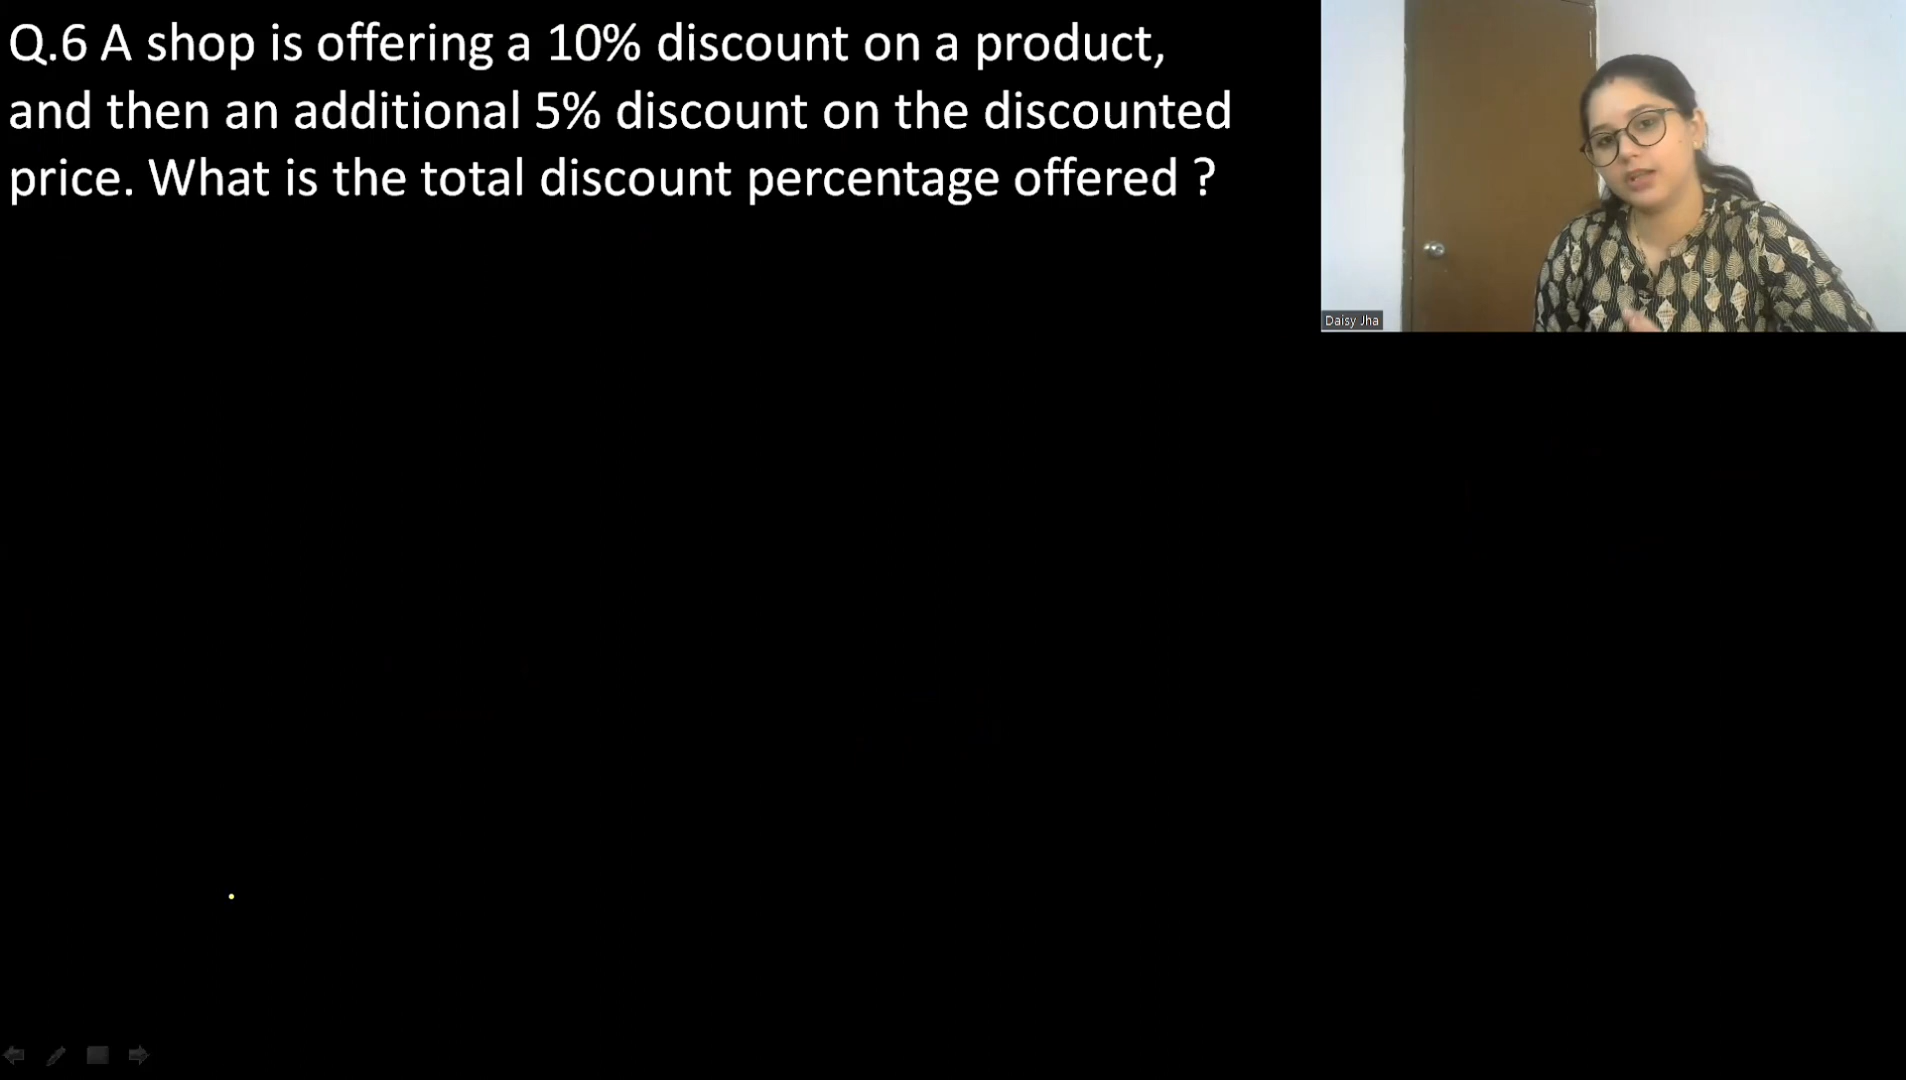 Q.6 A shop is offering a 10% discount on a product,
and then an additional 5% discount on the discounted
price. What is the total discount percentage offered ?
Daisy Jha